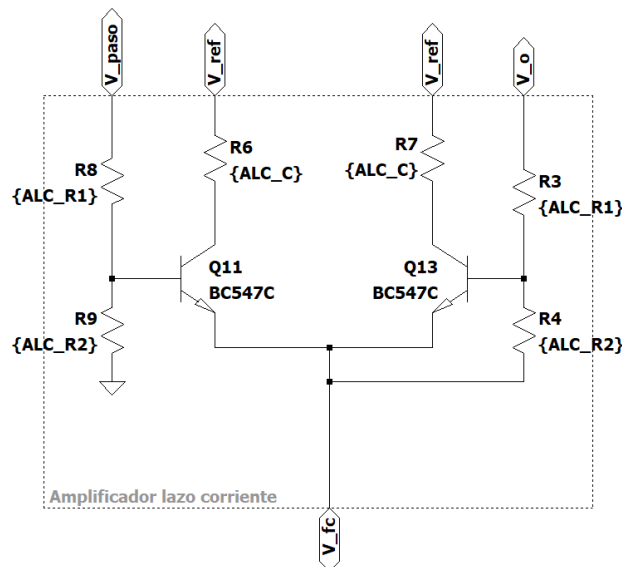 V_paso
V_ref
V_ref
V_o
R8
{ALC_R1}
R6
{ALC_C}
R7
{ALC_C}
R3
{ALC_R1}
Q11
BC547C
Q13
BC547C
R9
{ALC_R2}
R4
{ALC_R2}
Amplificador lazo corriente
V_fc